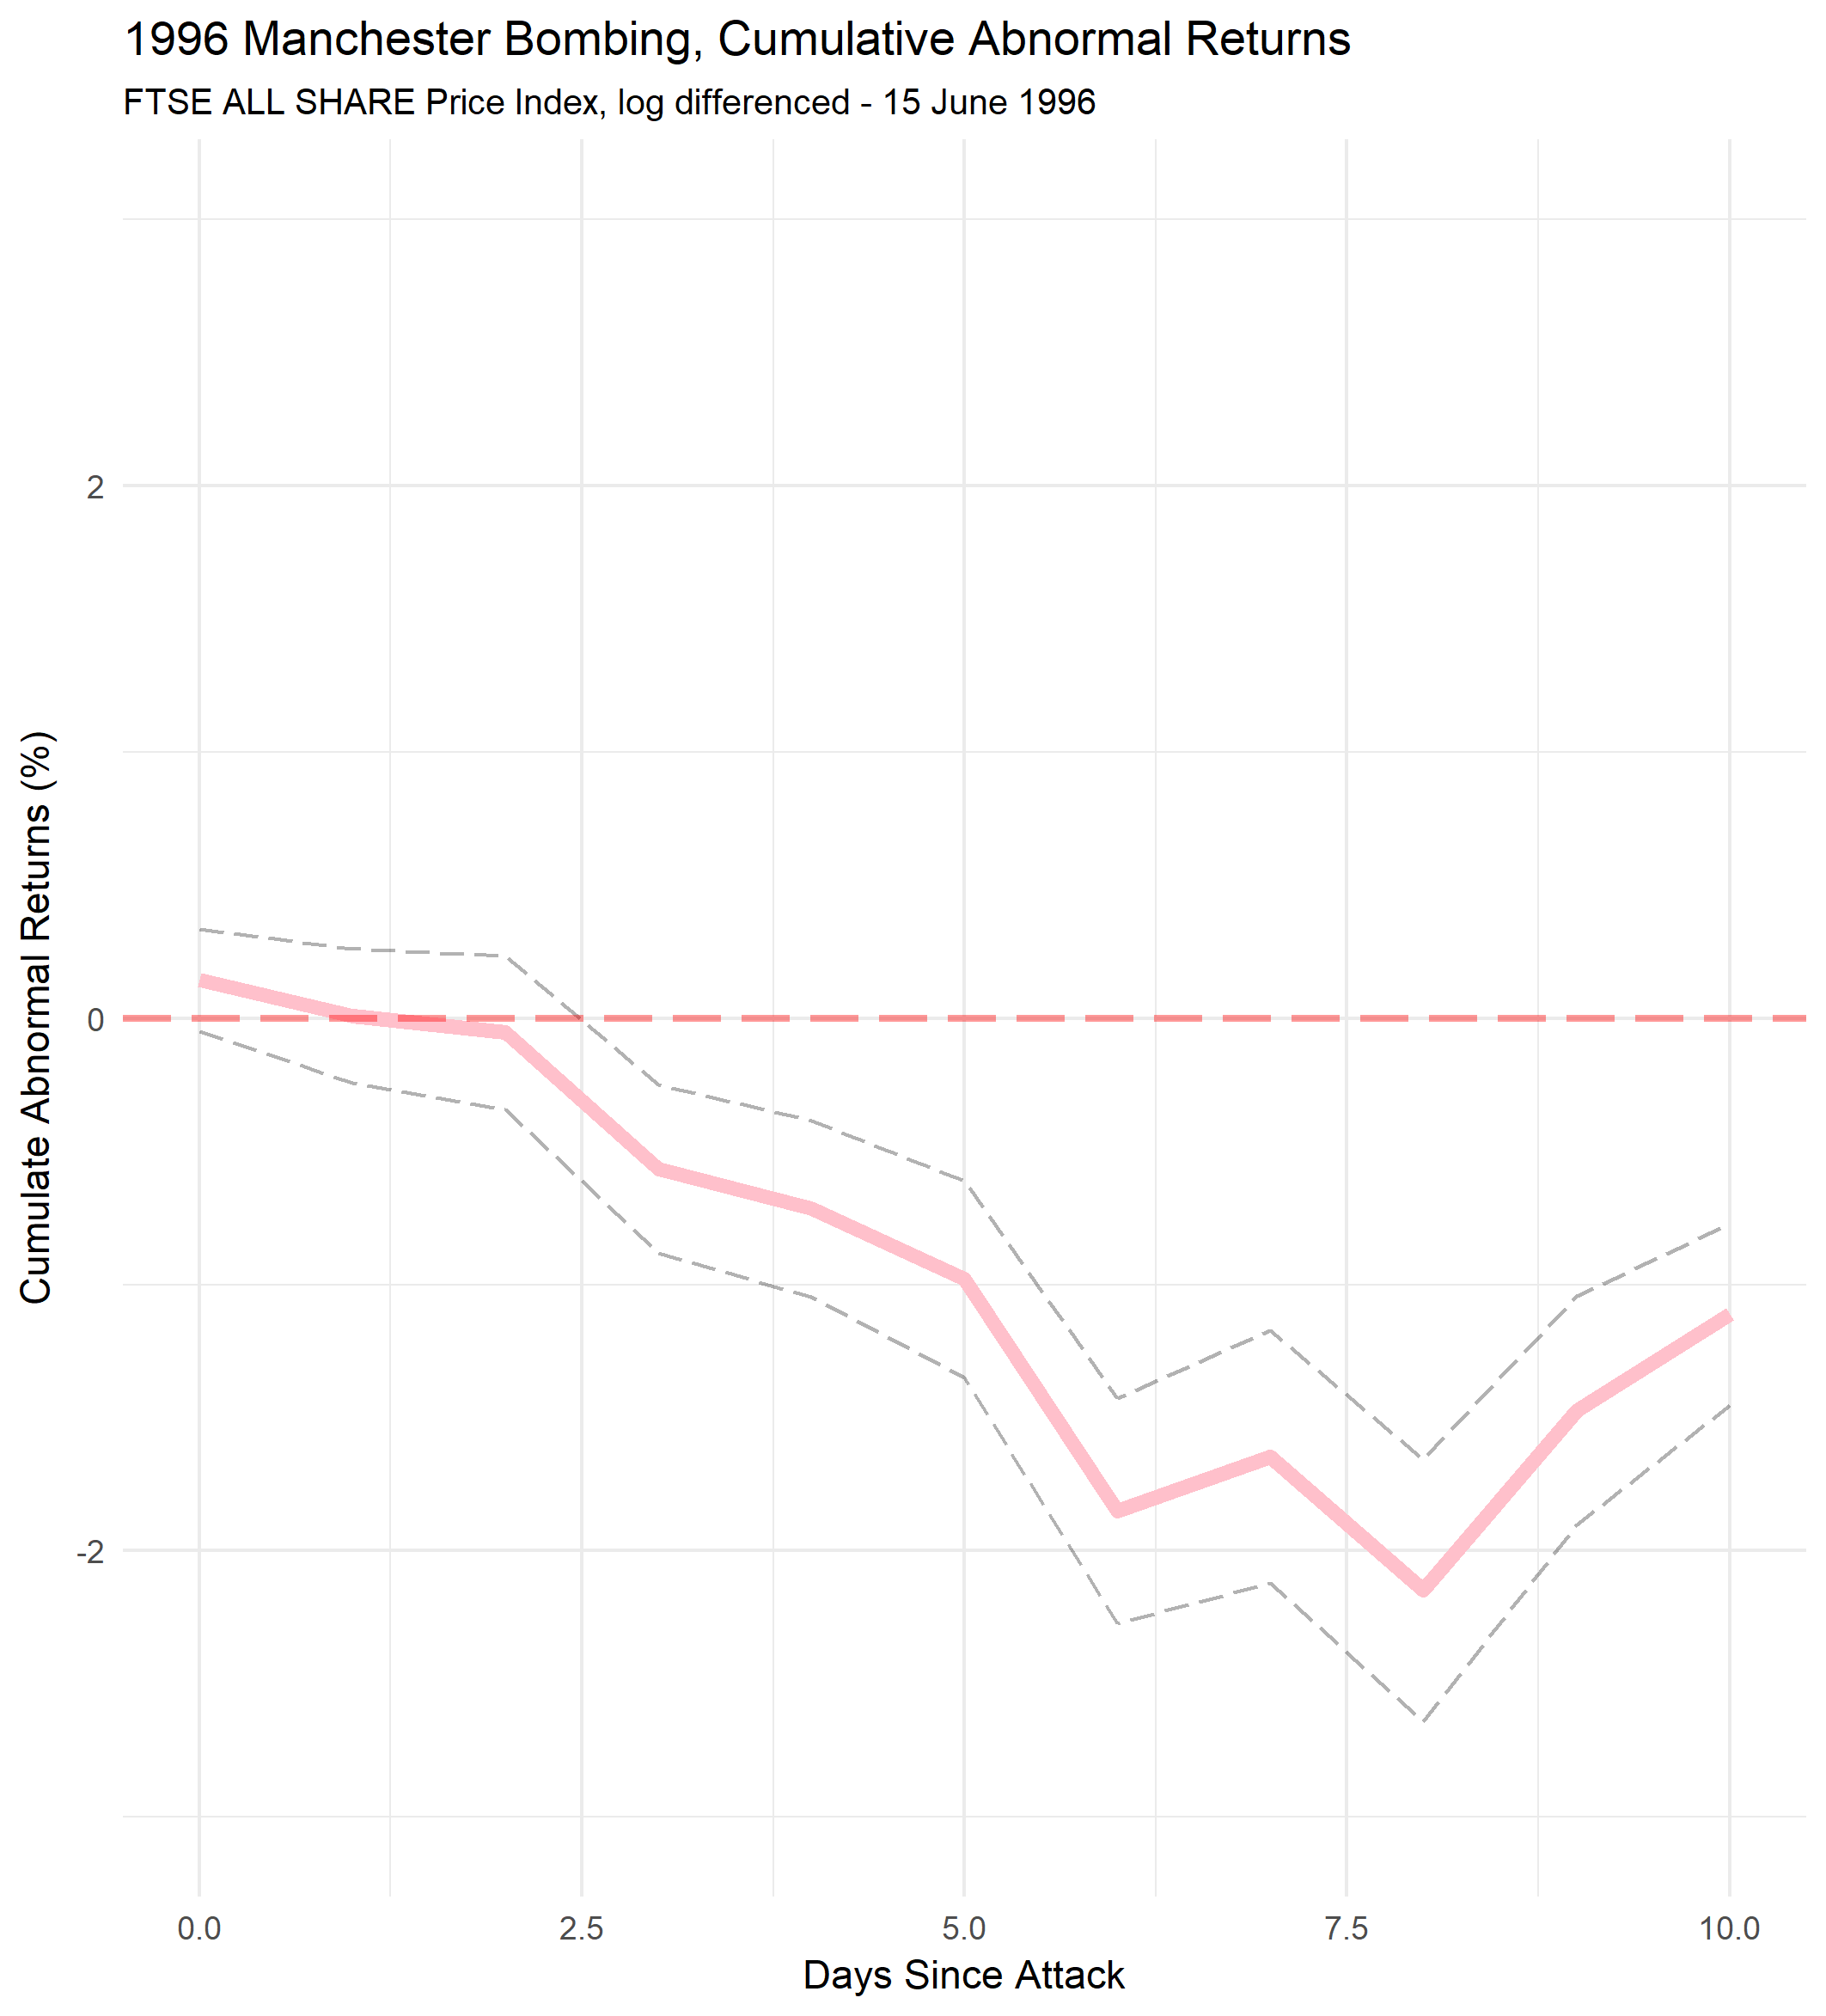 1996 Manchester Bombing, Cumulative Abnormal Returns
FTSE ALL SHARE Price Index, log differenced - 15 June 1996
Cumulate Abnormal Returns (%)
2
0
-2
0.0 2.5 5.0 7.5 10.0
Days Since Attack